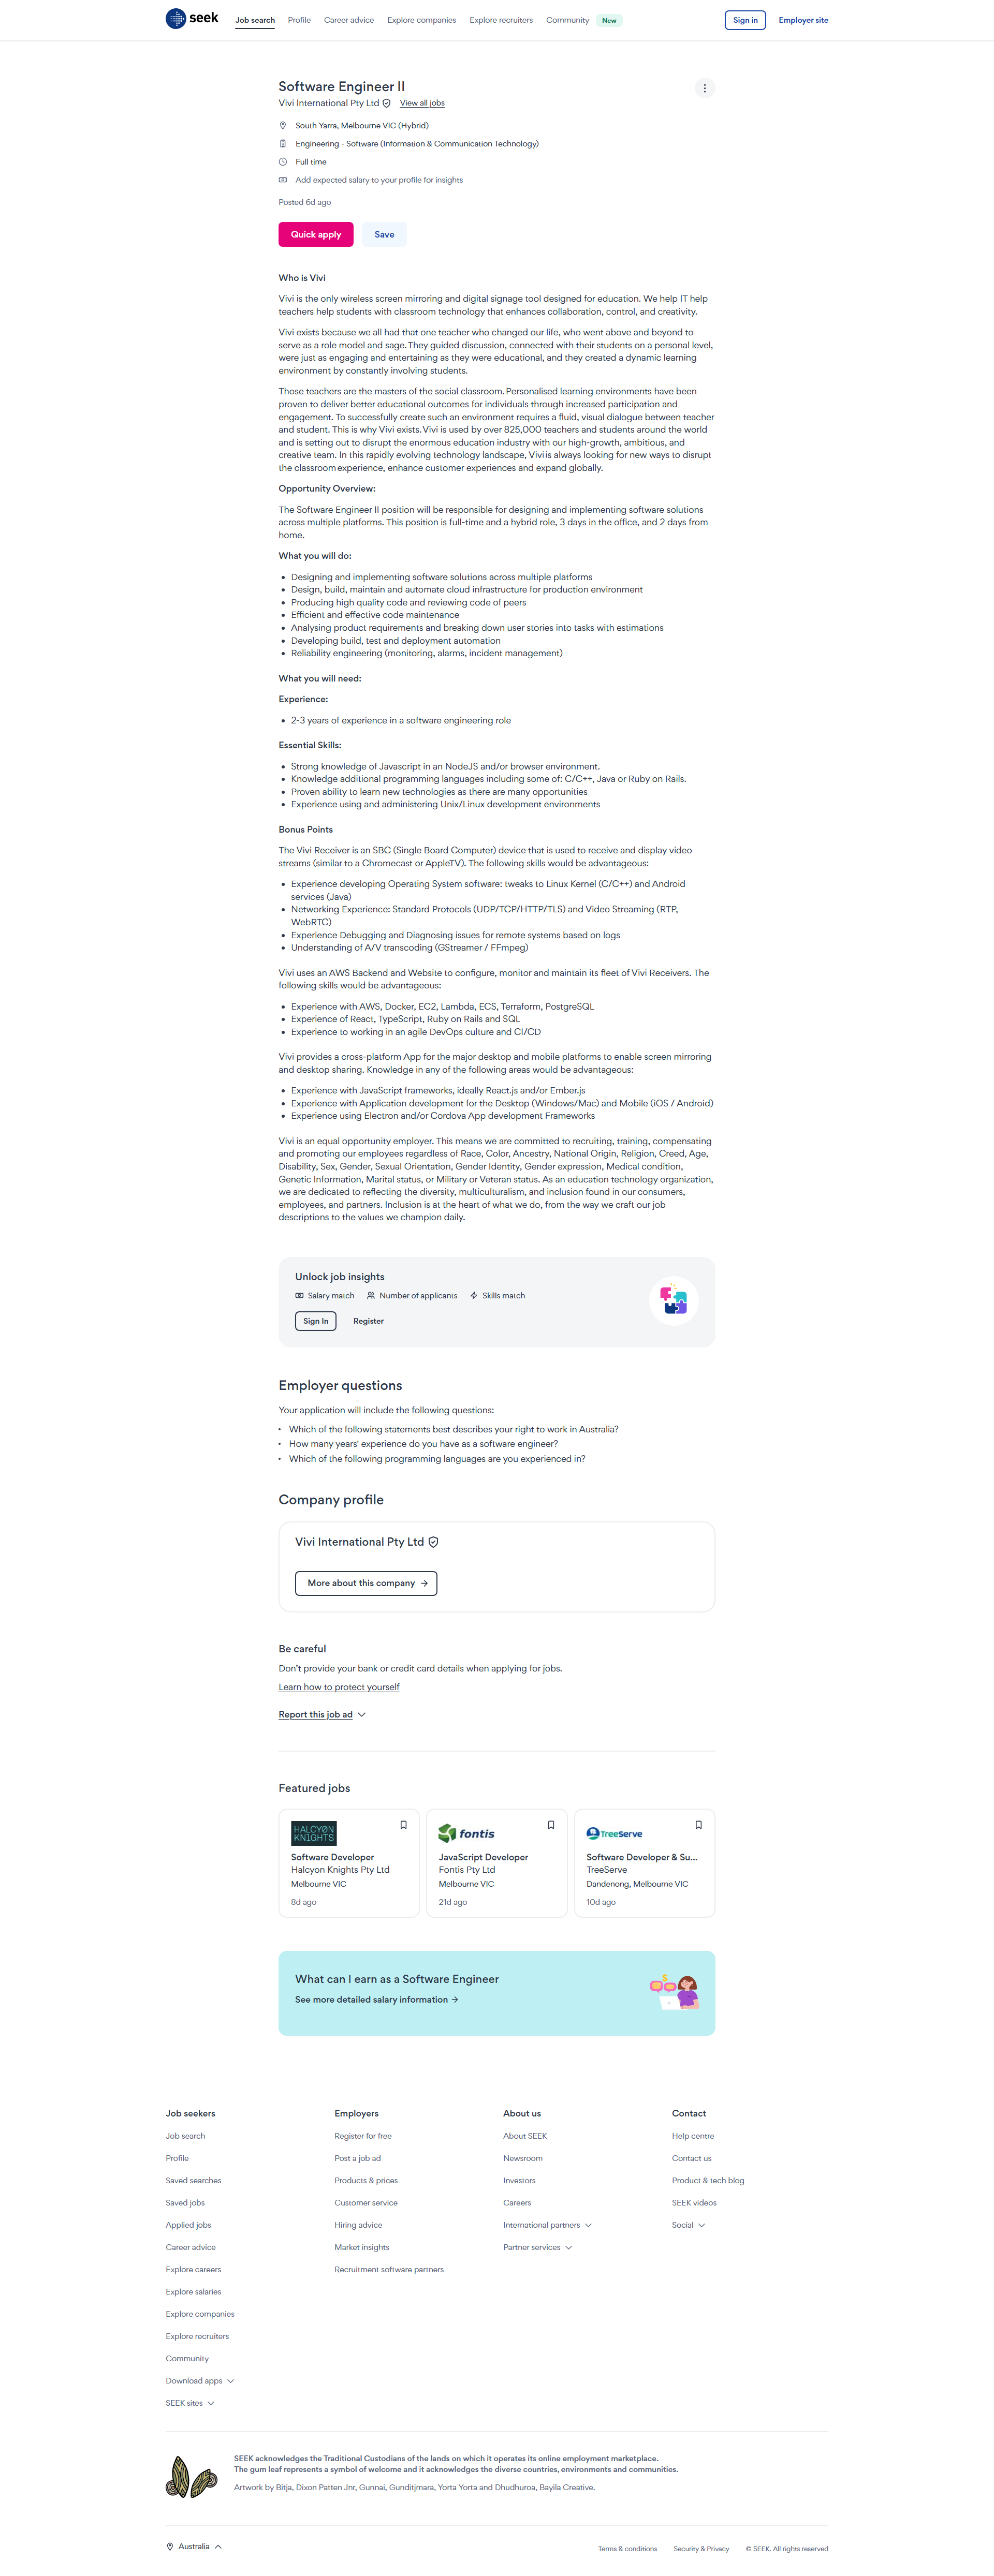 seek
Job search Profile Career advice Explore companies Explore recruiters Community New Sign in Employer site
Software Engineer II
Vivi International Pty Ltd View all jobs
South Yarra, Melbourne VIC (Hybrid)
Engineering - Software (Information & Communication Technology)
Full time
Add expected salary to your profile for insights
Posted 6d ago
Quick apply Save
Who is Vivi
Vivi is the only wireless screen mirroring and digital signage tool designed for education. We help IT help
teachers help students with classroom technology that enhances collaboration, control, and creativity.
Vivi exists because we all had that one teacher who changed our life, who went above and beyond to
serve as a role model and sage. They guided discussion, connected with their students on a personal level,
were just as engaging and entertaining as they were educational, and they created a dynamic learning
environment by constantly involving students.
Those teachers are the masters of the social classroom. Personalised learning environments have been
proven to deliver better educational outcomes for individuals through increased participation and
engagement. To successfully create such an environment requires a fluid, visual dialogue between teacher
and student. This is why Vivi exists. Vivi is used by over 825,000 teachers and students around the world
and is setting out to disrupt the enormous education industry with our high-growth, ambitious, and
creative team. In this rapidly evolving technology landscape, Vivi is always looking for new ways to disrupt
the classroom experience, enhance customer experiences and expand globally.
Opportunity Overview:
The Software Engineer II position will be responsible for designing and implementing software solutions
across multiple platforms. This position is full-time and a hybrid role, 3 days in the office, and 2 days from
home.
What you will do:
• Designing and implementing software solutions across multiple platforms
• Design, build, maintain and automate cloud infrastructure for production environment
• Producing high quality code and reviewing code of peers
• Efficient and effective code maintenance
• Analysing product requirements and breaking down user stories into tasks with estimations
• Developing build, test and deployment automation
• Reliability engineering (monitoring, alarms, incident management)
What you will need:
Experience:
• 2-3 years of experience in a software engineering role
Essential Skills:
• Strong knowledge of Javascript in an NodeJS and/or browser environment.
• Knowledge additional programming languages including some of: C/C++, Java or Ruby on Rails.
• Proven ability to learn new technologies as there are many opportunities
• Experience using and administering Unix/Linux development environments
Bonus Points
The Vivi Receiver is an SBC (Single Board Computer) device that is used to receive and display video
streams (similar to a Chromecast or AppleTV). The following skills would be advantageous:
• Experience developing Operating System software: tweaks to Linux Kernel (C/C++) and Android
services (Java)
• Networking Experience: Standard Protocols (UDP/TCP/HTTP/TLS) and Video Streaming (RTP,
WebRTC)
• Experience Debugging and Diagnosing issues for remote systems based on logs
• Understanding of A/V transcoding (GStreamer / FFmpeg)
Vivi uses an AWS Backend and Website to configure, monitor and maintain its fleet of Vivi Receivers. The
following skills would be advantageous:
• Experience with AWS, Docker, EC2, Lambda, ECS, Terraform, PostgreSQL
• Experience of React, TypeScript, Ruby on Rails and SQL
• Experience to working in an agile DevOps culture and CI/CD
Vivi provides a cross-platform App for the major desktop and mobile platforms to enable screen mirroring
and desktop sharing. Knowledge in any of the following areas would be advantageous:
• Experience with JavaScript frameworks, ideally React.js and/or Ember.js
• Experience with Application development for the Desktop (Windows/Mac) and Mobile (iOS / Android)
• Experience using Electron and/or Cordova App development Frameworks
Vivi is an equal opportunity employer. This means we are committed to recruiting, training, compensating
and promoting our employees regardless of Race, Color, Ancestry, National Origin, Religion, Creed, Age,
Disability, Sex, Gender, Sexual Orientation, Gender Identity, Gender expression, Medical condition,
Genetic Information, Marital status, or Military or Veteran status. As an education technology organization,
we are dedicated to reflecting the diversity, multiculturalism, and inclusion found in our consumers,
employees, and partners. Inclusion is at the heart of what we do, from the way we craft our job
descriptions to the values we champion daily.
Unlock job insights
Salary match Number of applicants Skills match
Sign In Register
Employer questions
Your application will include the following questions:
• Which of the following statements best describes your right to work in Australia?
• How many years' experience do you have as a software engineer?
• Which of the following programming languages are you experienced in?
Company profile
Vivi International Pty Ltd
More about this company
Be careful
Don't provide your bank or credit card details when applying for jobs.
Learn how to protect yourself
Report this job ad
Featured jobs
HALCYON
KNIGHTS
Software Developer
Halcyon Knights Pty Ltd
Melbourne VIC
8d ago
fontis
JavaScript Developer
Fontis Pty Ltd
Melbourne VIC
21d ago
TreeServe
Software Developer & Su...
TreeServe
Dandenong, Melbourne VIC
10d ago
What can I earn as a Software Engineer
See more detailed salary information
Job seekers
Job search
Profile
Saved searches
Saved jobs
Applied jobs
Career advice
Explore careers
Explore salaries
Explore companies
Explore recruiters
Community
Download apps
SEEK sites
Employers
Register for free
Post a job ad
Products & prices
Customer service
Hiring advice
Market insights
Recruitment software partners
About us
About SEEK
Newsroom
Investors
Careers
International partners
Partner services
Contact
Help centre
Contact us
Product & tech blog
SEEK videos
Social
SEEK acknowledges the Traditional Custodians of the lands on which it operates its online employment marketplace.
The gum leaf represents a symbol of welcome and it acknowledges the diverse countries, environments and communities.
Artwork by Bitja, Dixon Patten Jnr, Gunnai, Gunditjmara, Yorta Yorta and Dhudhuroa, Bayila Creative.
Australia
Terms & conditions Security & Privacy © SEEK. All rights reserved